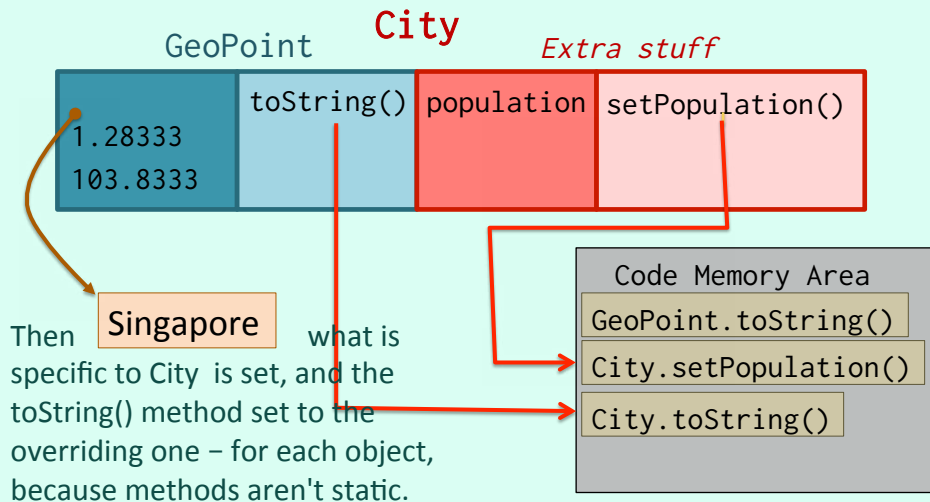 City
GeoPoint
Extra stuff
toString()
population
setPopulation()
1.28333
103.8333
Code Memory Area
GeoPoint.toString()
City.setPopulation()
City.toString()
Singapore
Then what is
specific to City is set, and the
toString() method set to the
overriding one – for each object,
because methods aren't static.